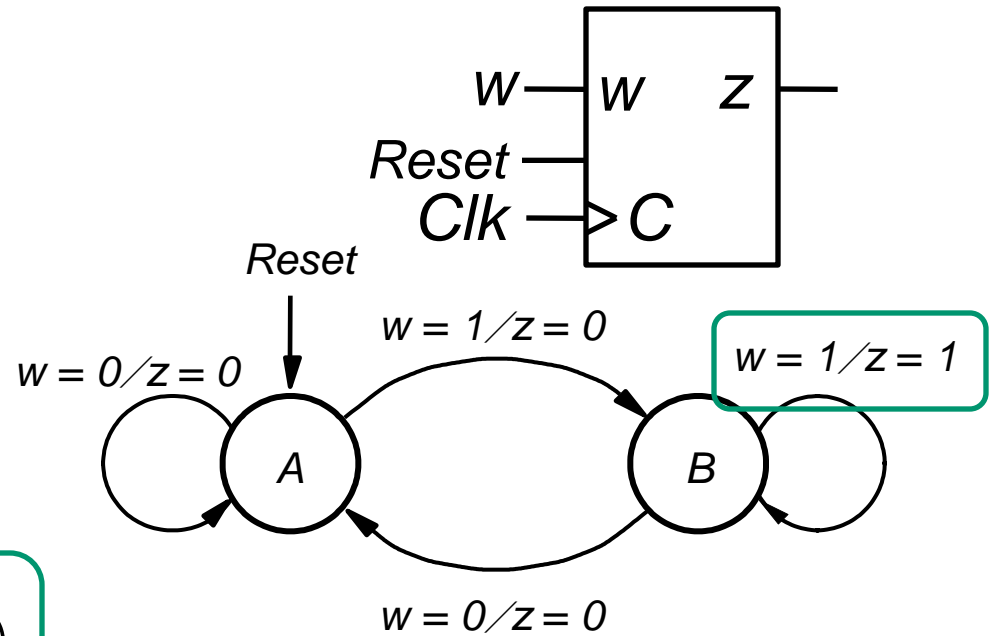 w w z
Reset
Clk C
Reset
w = 1/z = 0
w = 1/z = 1
w = 0/z = 0
A B
w = 0/z = 0